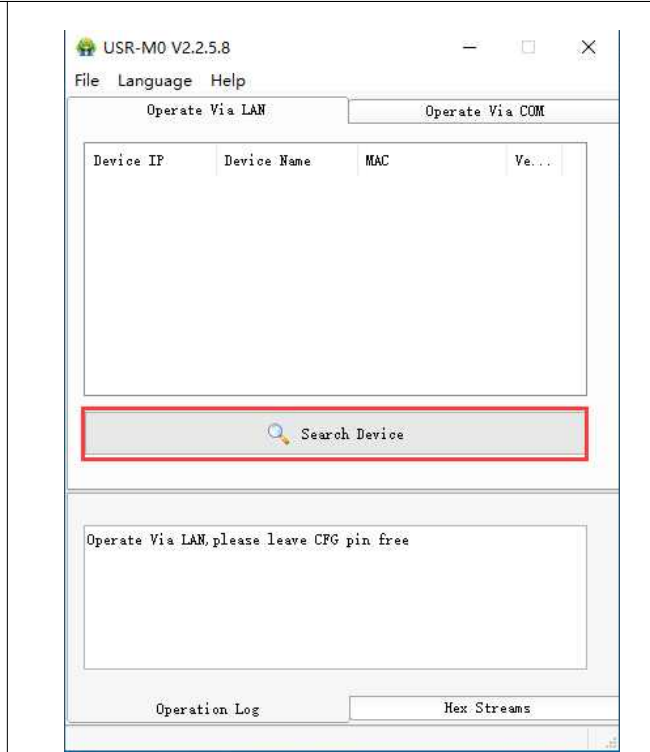 USR-M0 V2.2.5.8
File Language Help
Operate Via LAN Operate Via COM
Device IP Device Name MAC Ve...
Search Device
Operate Via LAN,please leave CFG pin free
Operation Log Hex Streams